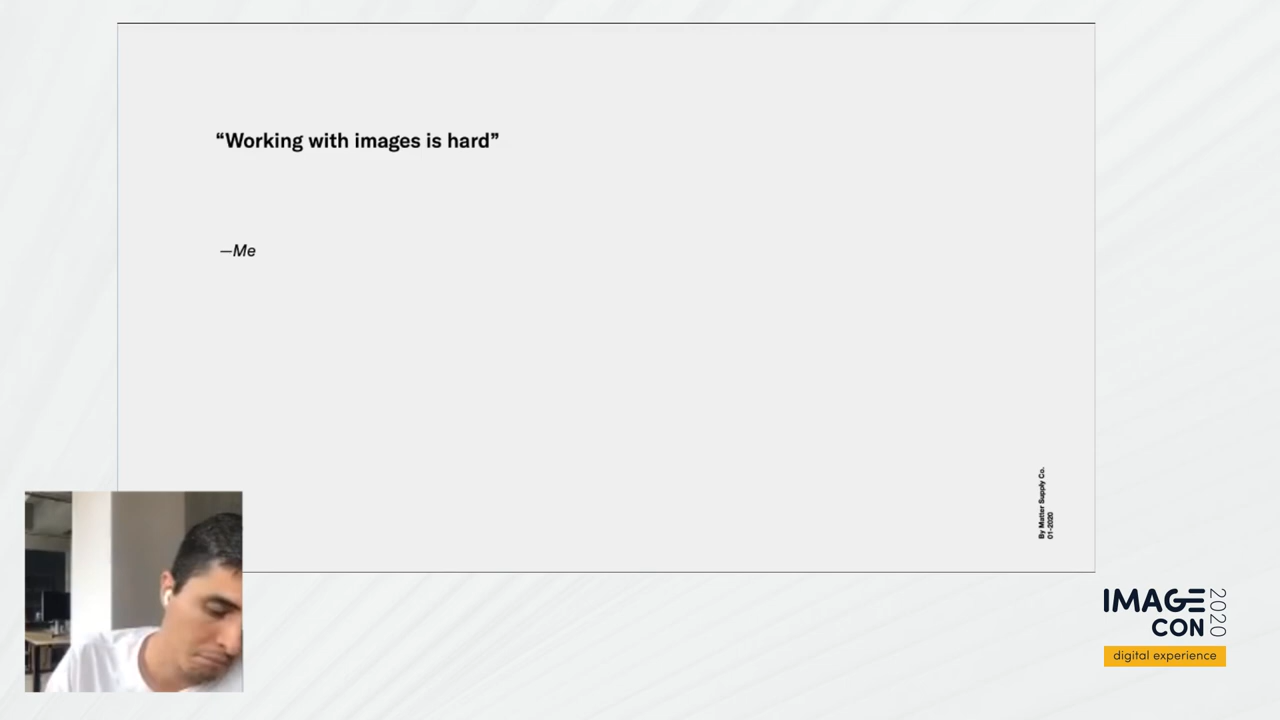 “Working with images is hard”
—Me
By Matter Supply Co.
01-2020
IMAGE
CON
2020
digital experience